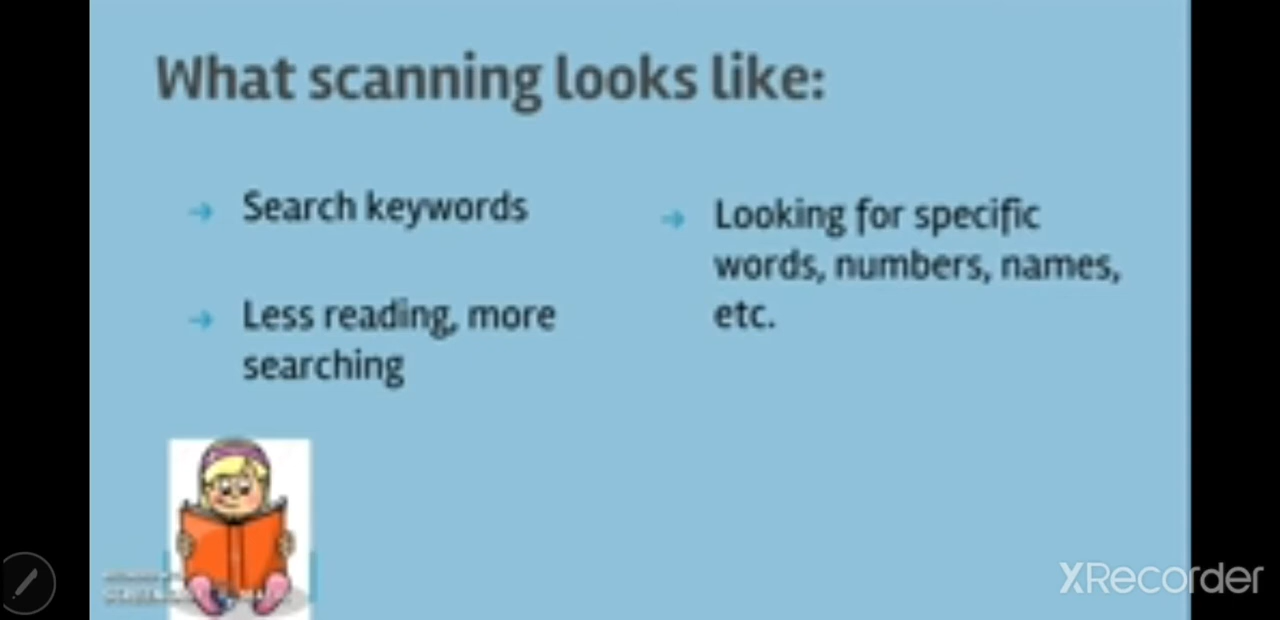 What scanning looks like:
Search keywords
Less reading, more
searching
Looking for specific
words, numbers, names,
etc.
XRecorder